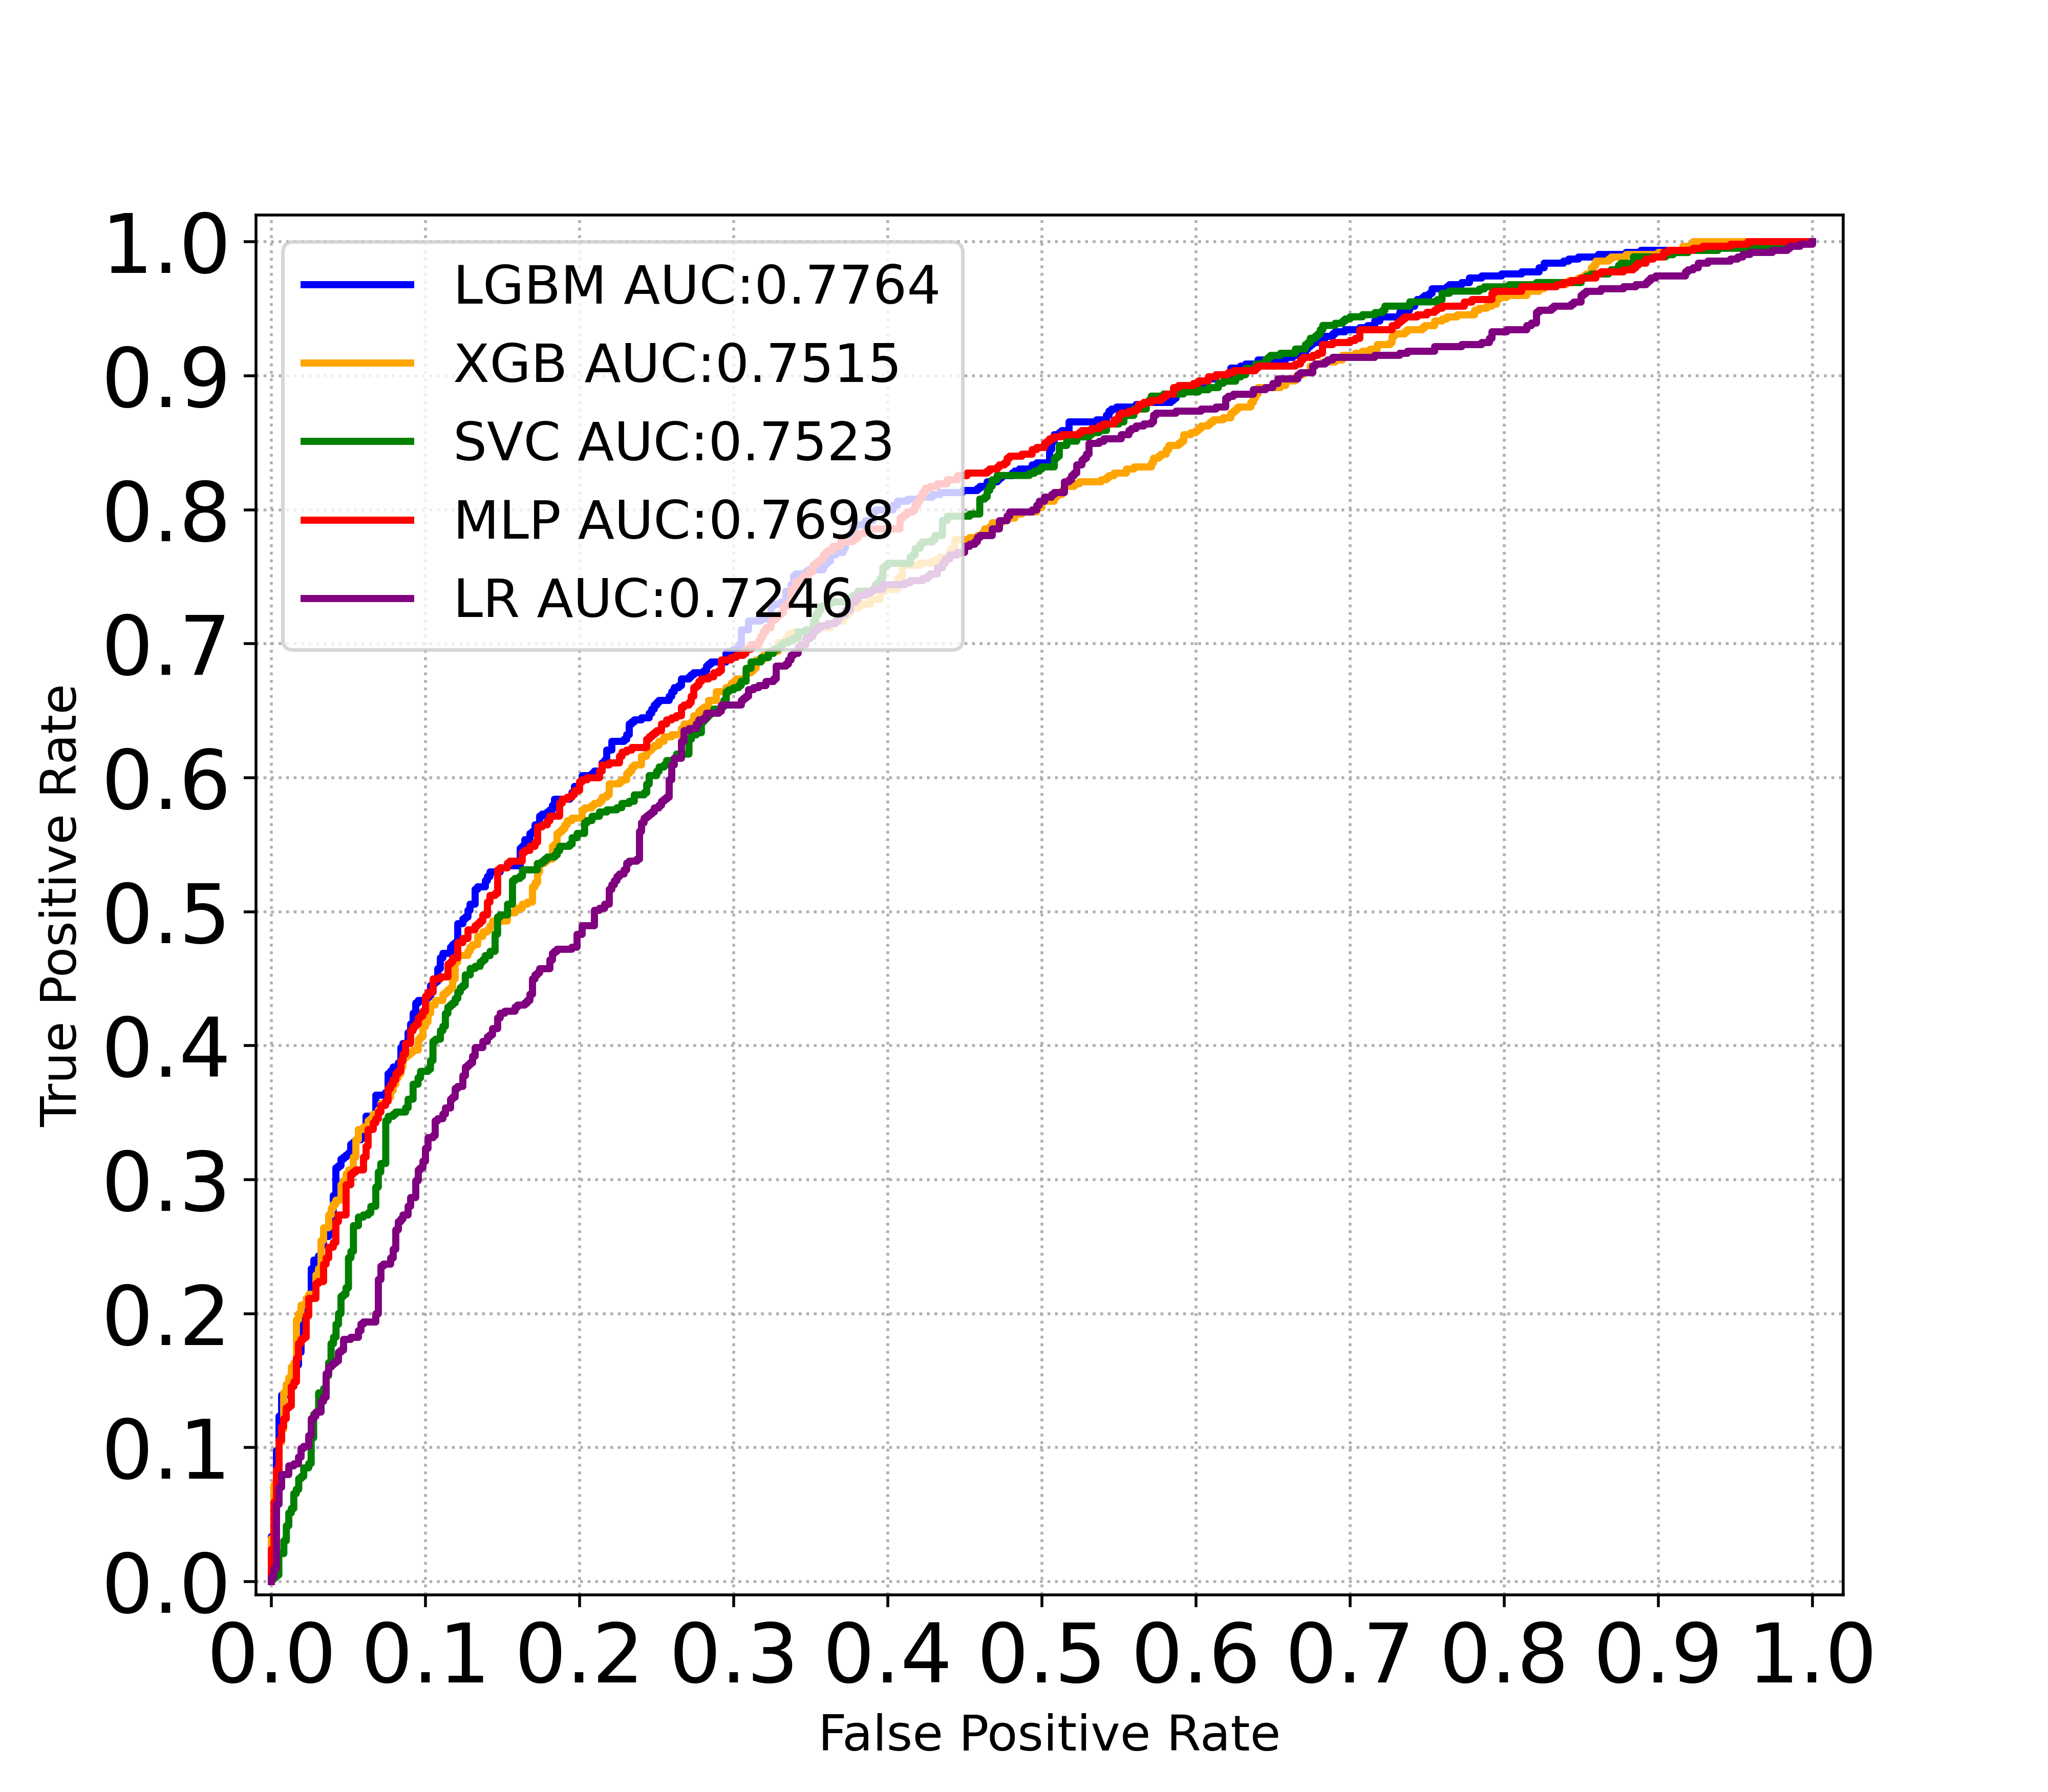 1.0
0.9
0.8
0.7
0.6
0.5
0.4
0.3
0.2
0.1
0.0
True Positive Rate
LGBM AUC:0.7764
XGB AUC:0.7515
SVC AUC:0.7523
MLP AUC:0.7698
LR AUC:0.7246
0.0 0.1 0.2 0.3 0.4 0.5 0.6 0.7 0.8 0.9 1.0
False Positive Rate